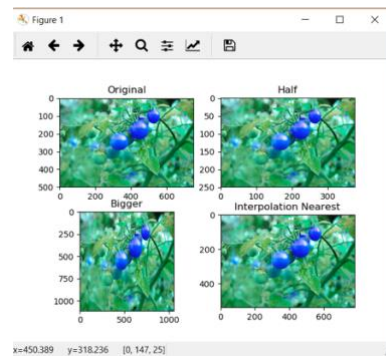 Figure 1
Original
Half
0
100
200
300
400
500
0 200 400 600
0
50
100
150
200
250
0 100 200 300
Bigger
Interpolation Nearest
0
250
500
750
1000
0 500 1000
0
200
400
0 200 400 600
x=450.389 y=318.236 [0, 147, 25]